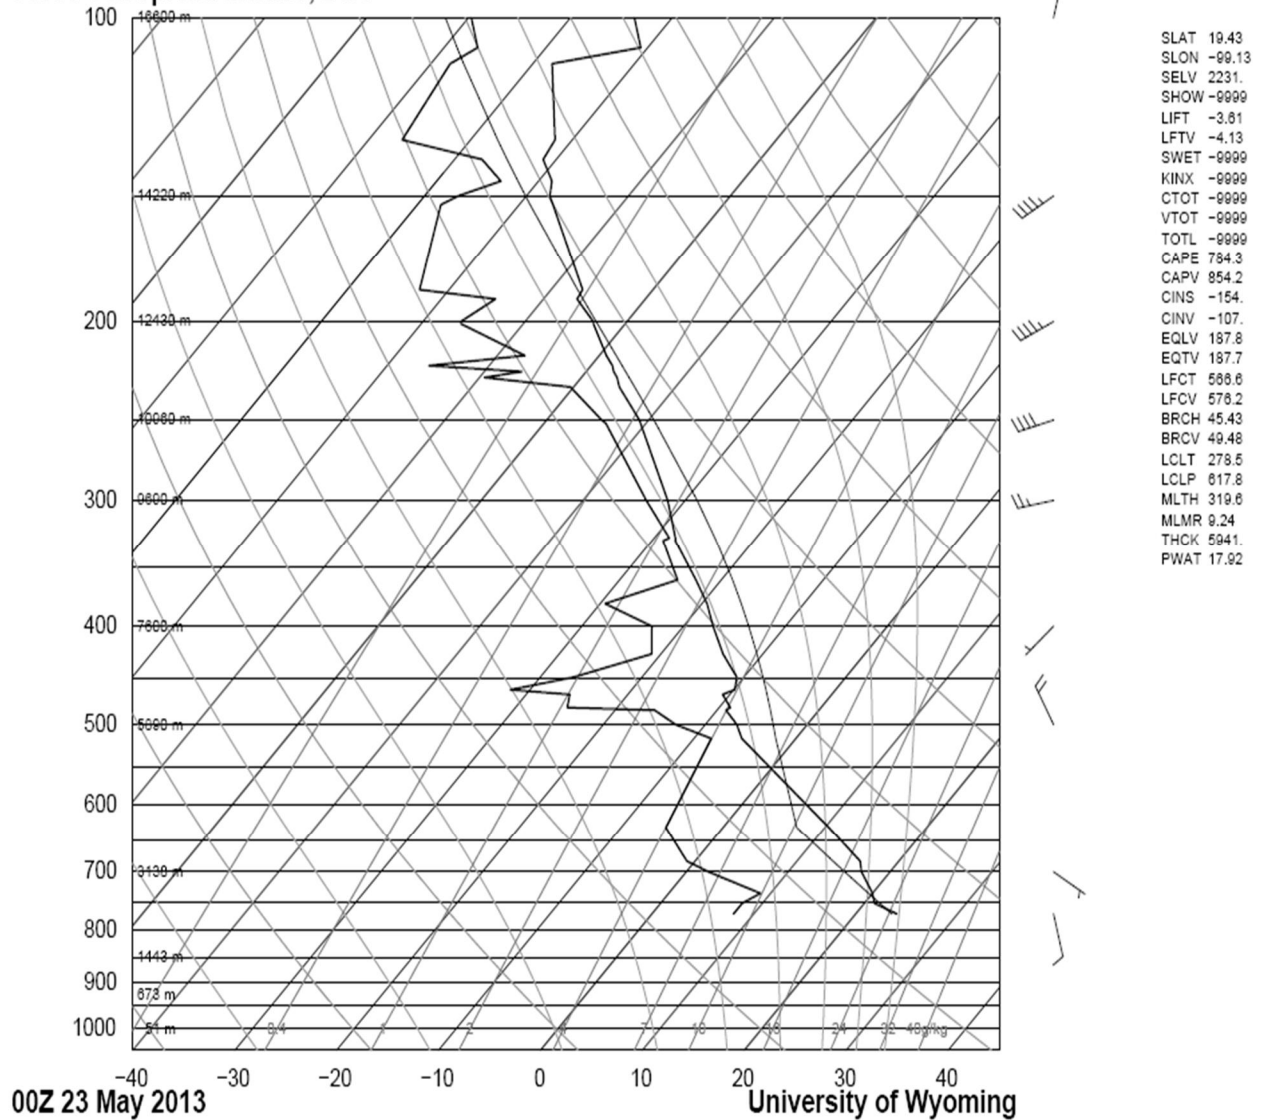 100 16600 m
14220 m
200 12430 m
300 9600 m
400 7600 m
500
600
700 3138 m
800
1443 m
900
673 m
1000 51 m 0.4 1 2 4 7 10 16 24 32 40g/kg
-40 -30 -20 -10 0 10 20 30 40
00Z 23 May 2013 University of Wyoming
SLAT 19.43
SLON -99.13
SELV 2231.
SHOW -9999
LIFT -3.61
LFTV -4.13
SWET -9999
KINX -9999
CTOT -9999
VTOT -9999
TOTL -9999
CAPE 784.3
CAPV 854.2
CINS -154.
CINV -107.
EQLV 187.8
EQTV 187.7
LFCT 566.6
LFCV 576.2
BRCH 45.43
BRCV 49.48
LCLT 278.5
LCLP 617.8
MLTH 319.6
MLMR 9.24
THCK 5941.
PWAT 17.92